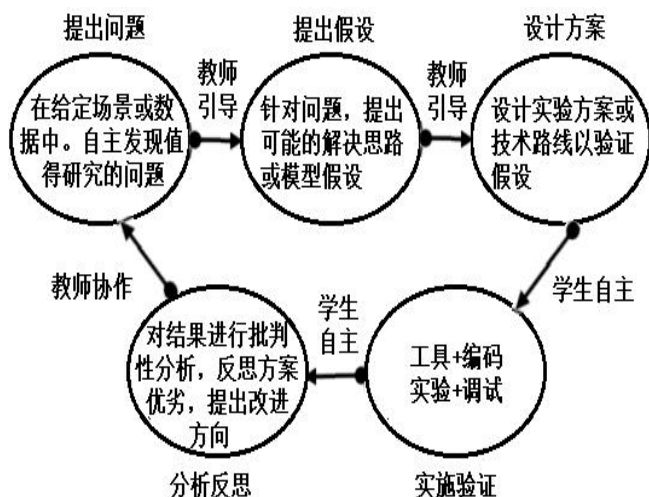 提出问题
提出假设
设计方案
在给定场景或数据中。自主发现值得研究的问题
教师
引导
针对问题，提出可能的解决思路或模型假设
教师
引导
设计实验方案或技术路线以验证假设
教师协作
学生自主
对结果进行批判性分析，反思方案优劣，提出改进方向
学生
自主
工具+编码
实验+调试
分析反思
实施验证